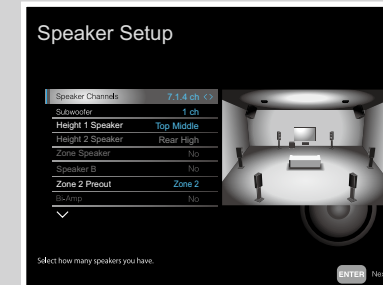 Speaker Setup
Speaker Channels 7.1.4 ch < >
Subwoofer 1 ch
Height 1 Speaker Top Middle
Height 2 Speaker Rear High
Zone Speaker No
Speaker B No
Zone 2 Preout Zone 2
Bi-Amp No
Select how many speakers you have.
ENTER